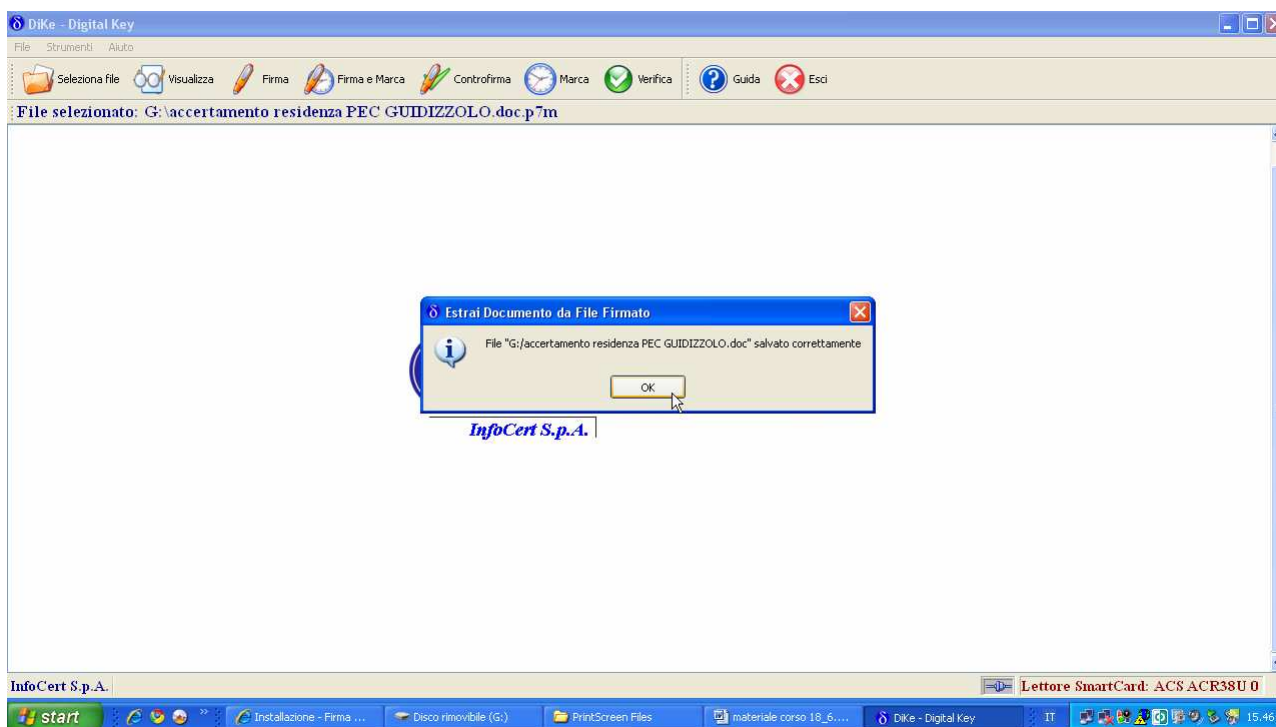 DiKe - Digital Key
File Strumenti Aiuto
Seleziona file Visualizza Firma Firma e Marca Controfirma Marca Verifica Guida Esci
File selezionato: G:\accertamento residenza PEC GUIDIZZOLO.doc.p7m
Estrai Documento da File Firmato
File "G:/accertamento residenza PEC GUIDIZZOLO.doc" salvato correttamente
OK
InfoCert S.p.A.
InfoCert S.p.A. Lettore SmartCard: ACS ACR38U 0
start Installazione - Firma ... Disco rimovibile (G:) PrintScreen Files materiale corso 18_6.... DiKe - Digital Key IT 15.46